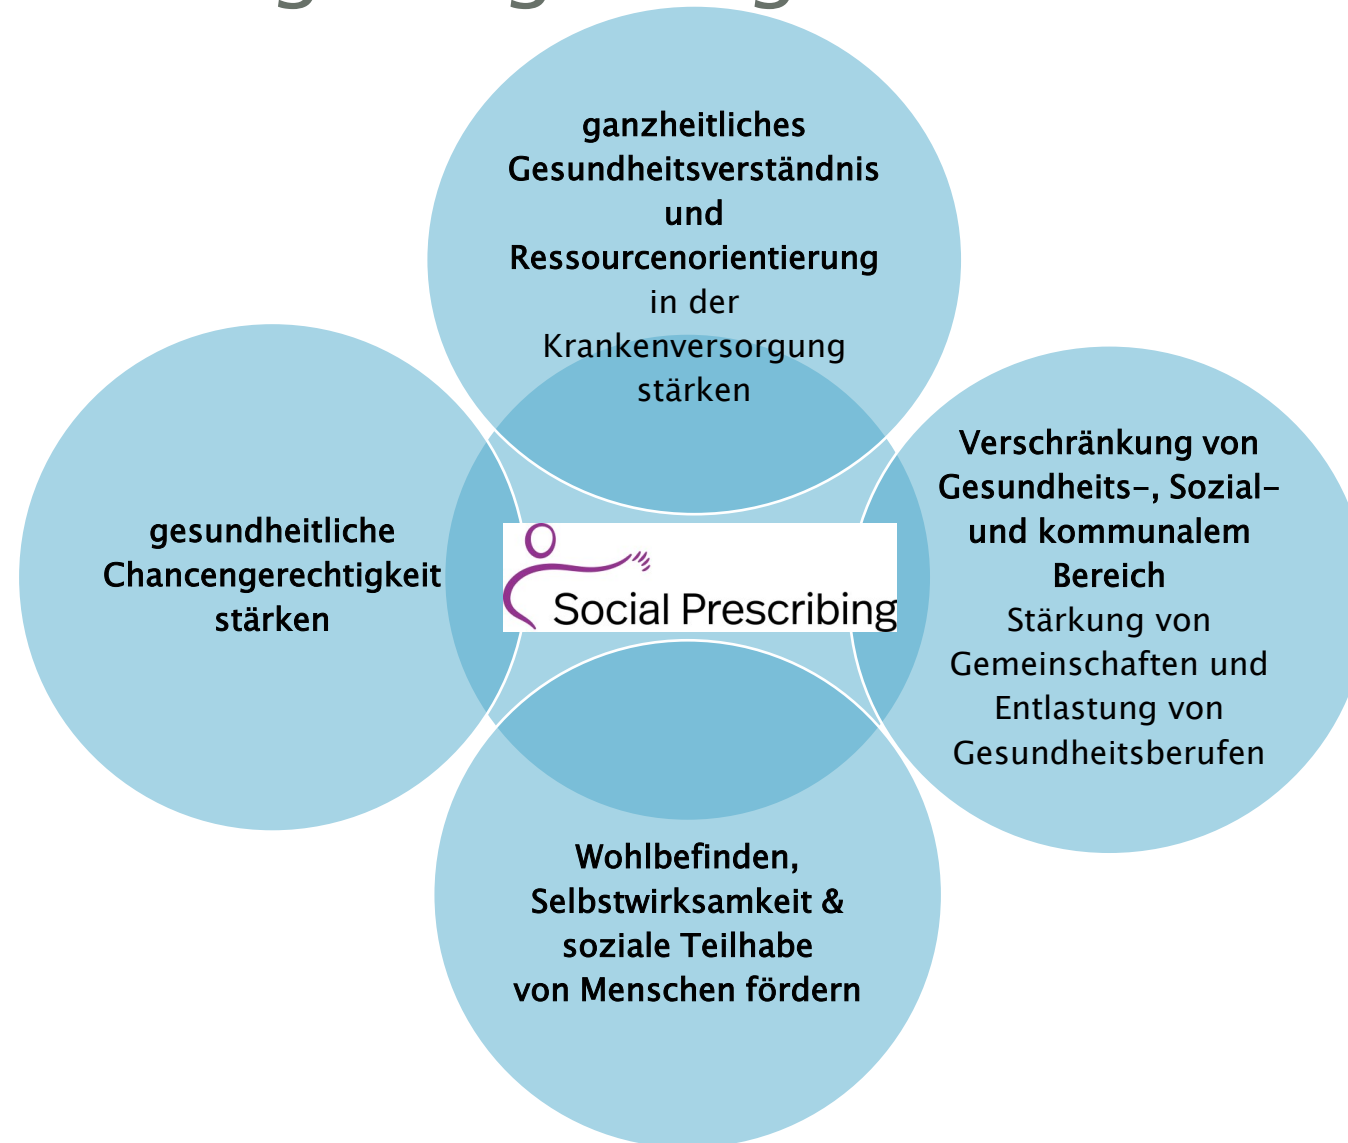 ganzheitliches
Gesundheitsverständnis
und
Ressourcenorientierung
in der
Krankenversorgung
stärken
gesundheitliche
Chancengerechtigkeit
stärken
Social Prescribing
Verschränkung von
Gesundheits-, Sozial-
und kommunalem
Bereich
Stärkung von
Gemeinschaften und
Entlastung von
Gesundheitsberufen
Wohlbefinden,
Selbstwirksamkeit &
soziale Teilhabe
von Menschen fördern